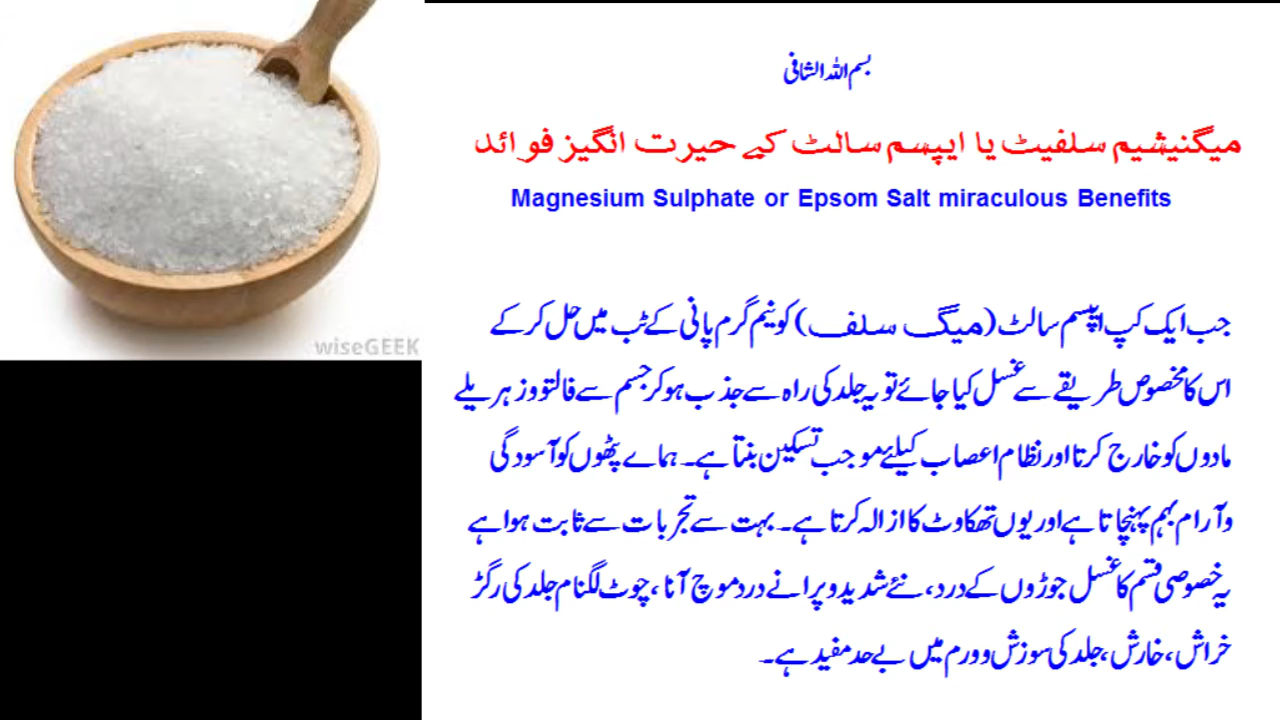 بسم اللہ الشافی
میگنیشیم سلفیٹ یا ایپسم سالٹ کے حیرت انگیز فوائد
Magnesium Sulphate or Epsom Salt miraculous Benefits
جب ایک کپ اپیسم سالٹ (میگ سلف) کو نیم گرم پانی کے ٹب میں حل کر کے
اس کا مخصوص طریقے سے غسل کیا جائے تو یہ جلد کی راہ سے جذب ہو کر جسم سے فالتو و زہریلے
مادوں کو خارج کرتا اور نظام اعصاب کیلئے موجب تسکین بنتا ہے۔ ہماے پٹھوں کو آسودگی
و آرام بہم پہنچاتا ہے اور یوں تھکاوٹ کا ازالہ کرتا ہے۔ بہت سے تجربات سے ثابت ہوا ہے
یہ خصوصی قسم کا غسل جوڑوں کے درد، نئے شدید و پرانے درد موچ آنا، چوٹ لگنا م جلد کی رگڑ
خراش، خارش، جلد کی سوزش و ورم میں بے حد مفید ہے۔
wiseGEEK